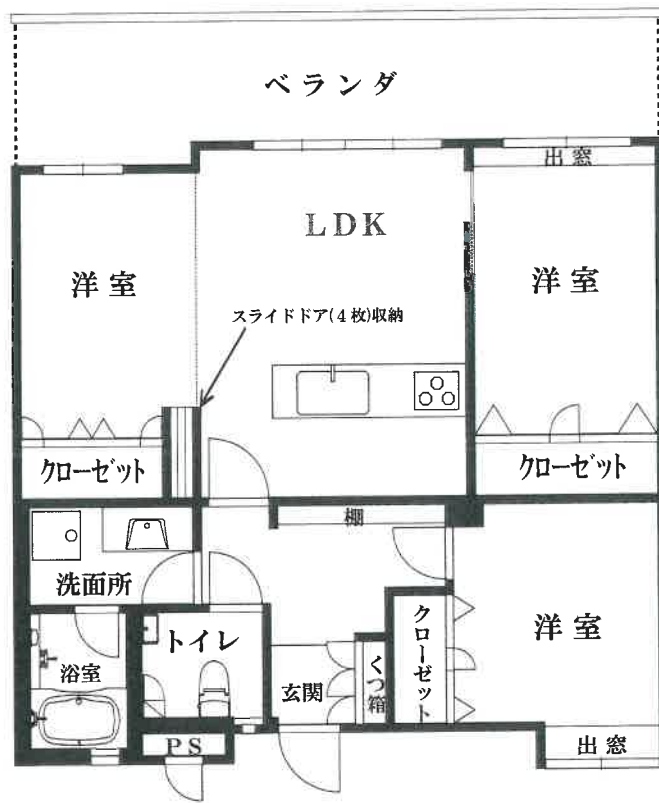 ベランダ
出窓
LDK
洋室
洋室
スライドドア(4枚)収納
クローゼット
クローゼット
棚
洗面所
トイレ
クローゼット
洋室
浴室
玄関
くつ箱
PS
出窓